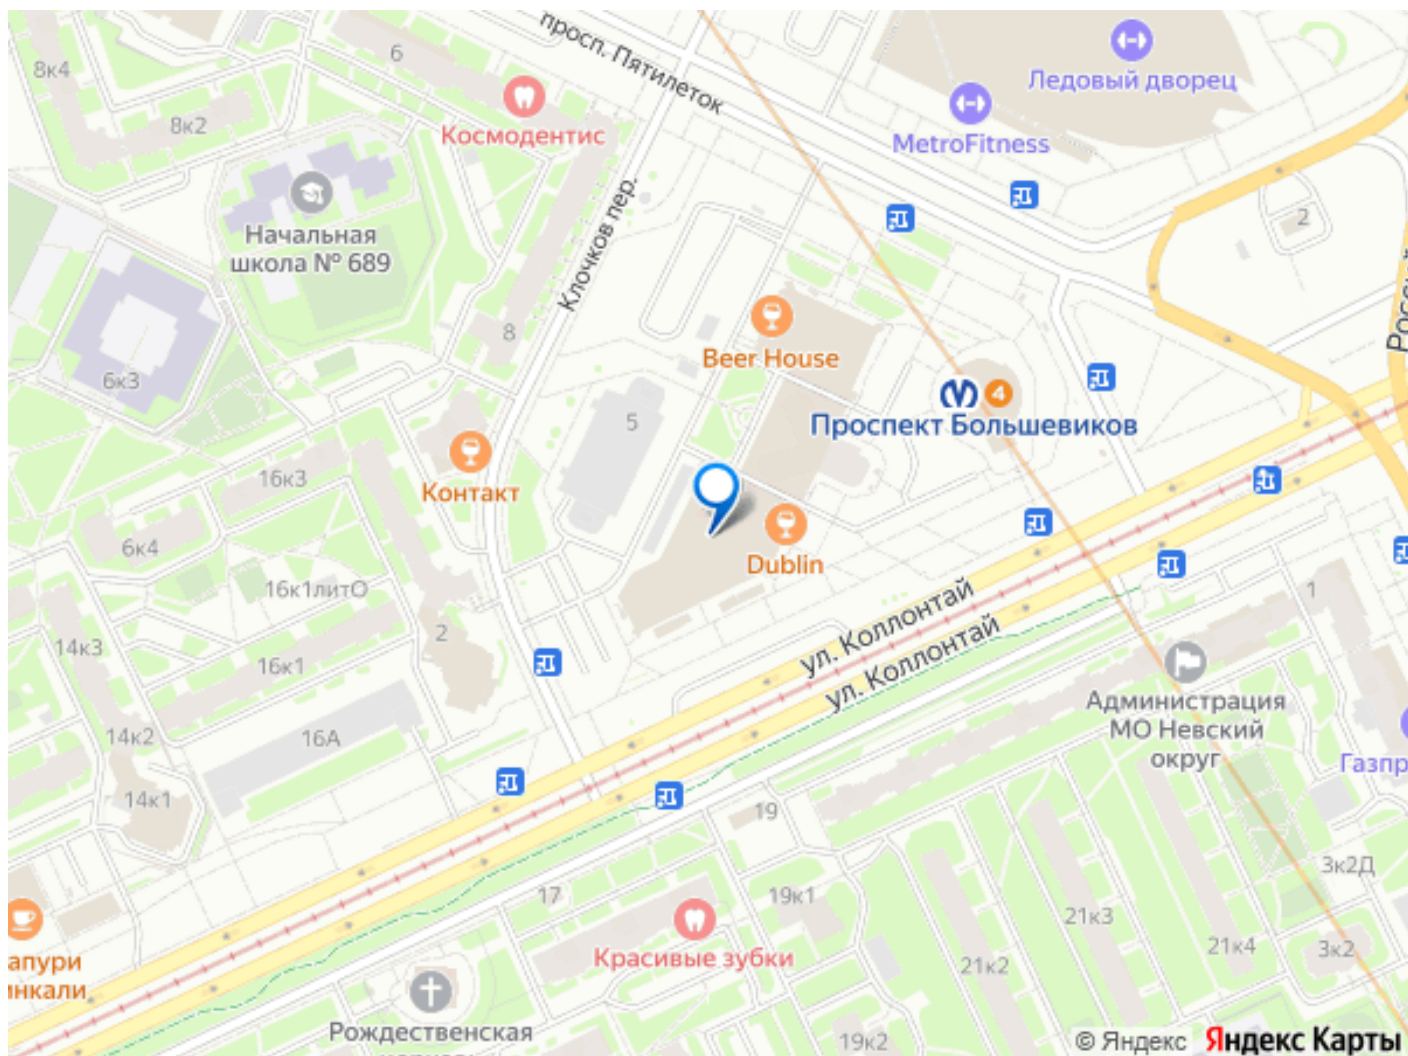 просп. Пятилеток
6
8к4
Ледовый дворец
8к2
Космодентис
MetroFitness
Клочков пер.
2
Начальная
школа № 689
8
Beer House
6к3
5
4
Проспект Большевиков
16к3
Контакт
6к4
Dublin
16к1литО
ул. Коллонтай
ул. Коллонтай
1
14к3
2
16к1
Администрация
МО Невский
округ
14к2
16А
14к1
19
17
19к1
21к3
3к2Д
Красивые зубки
21к2
21к4
3к2
Рождественская
19к2
© Яндекс Яндекс Карты